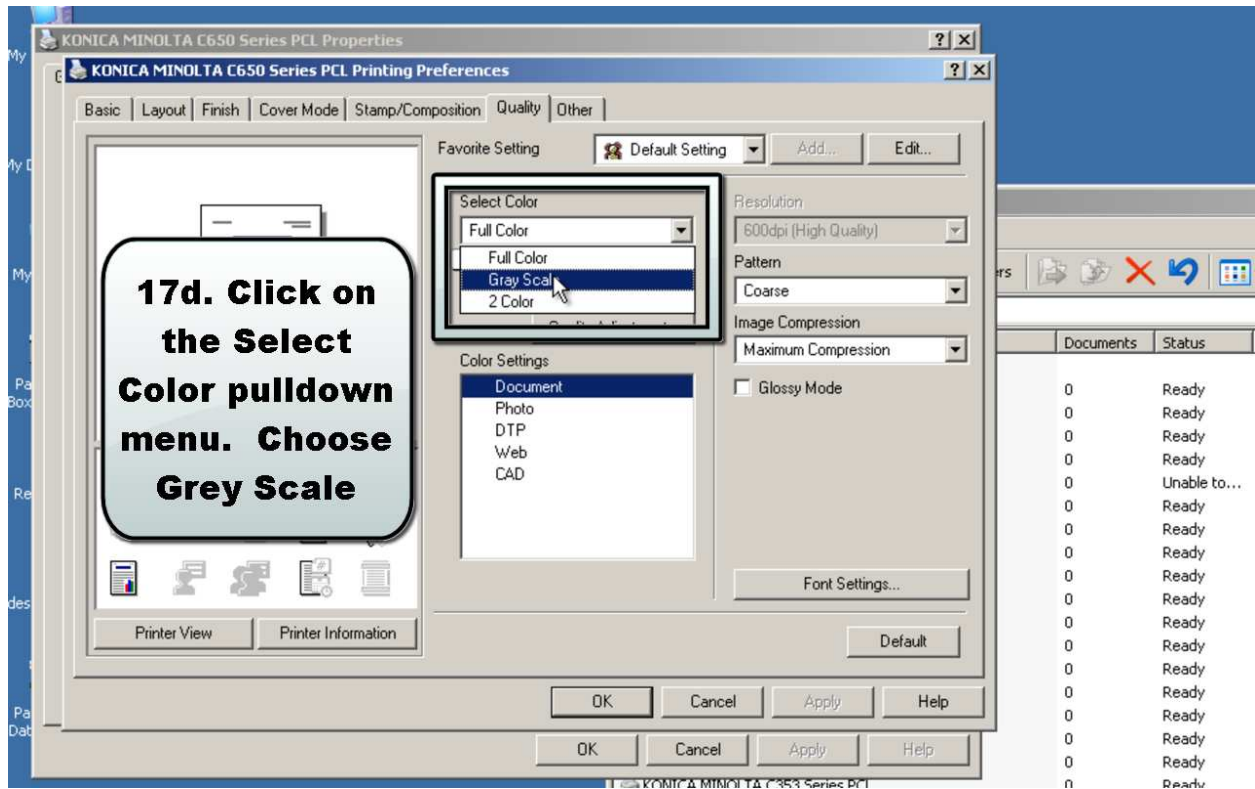 My
KONICA MINOLTA C650 Series PCL Properties
KONICA MINOLTA C650 Series PCL Printing Preferences
Basic Layout Finish Cover Mode Stamp/Composition Quality Other
Favorite Setting Default Setting Add... Edit...
Select Color
Full Color
Full Color
Gray Scale
2 Color
Resolution
600dpi (High Quality)
Pattern
Coarse
Image Compression
Maximum Compression
Glossy Mode
Color Settings
Document
Photo
DTP
Web
CAD
17d. Click on
the Select
Color pulldown
menu. Choose
Grey Scale
Font Settings...
Printer View Printer Information
Default
OK Cancel Apply Help
OK Cancel Apply Help
My
Documents Status
0 Ready
0 Ready
0 Ready
0 Ready
0 Unable to...
0 Ready
0 Ready
0 Ready
0 Ready
0 Ready
0 Ready
0 Ready
0 Ready
0 Ready
0 Ready
0 Ready
0 Ready
KONICA MINOLTA C353 Series PCL 0 Ready